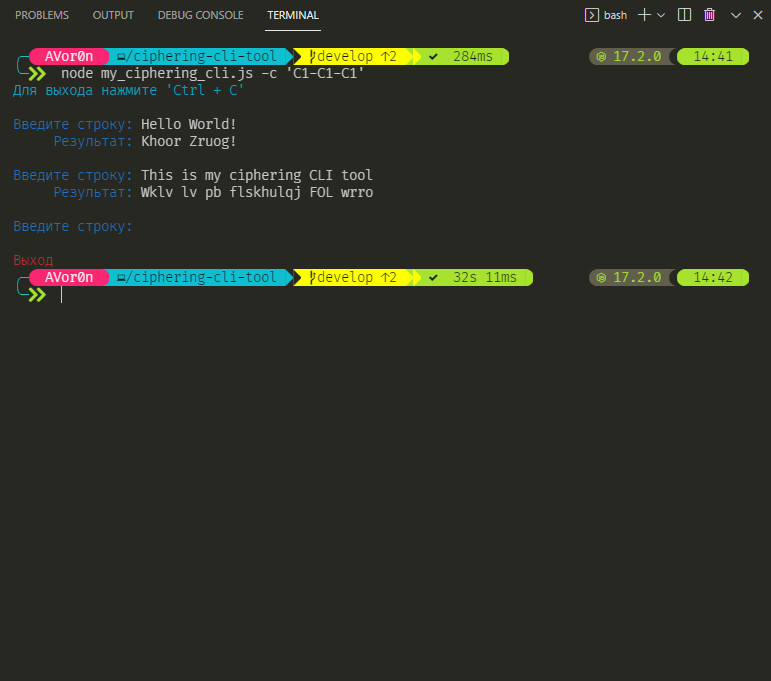 PROBLEMS OUTPUT DEBUG CONSOLE TERMINAL bash
AVor0n /ciphering-cli-tool develop ↑2 ✔ 284ms 17.2.0 14:41
node my_ciphering_cli.js -c 'C1-C1-C1'
Для выхода нажмите 'Ctrl + C'
Введите строку: Hello World!
Результат: Khoor Zruog!
Введите строку: This is my ciphering CLI tool
Результат: Wklv lv pb flskhulqj FOL wrro
Введите строку:
Выход
AVor0n /ciphering-cli-tool develop ↑2 ✔ 32s 11ms 17.2.0 14:42